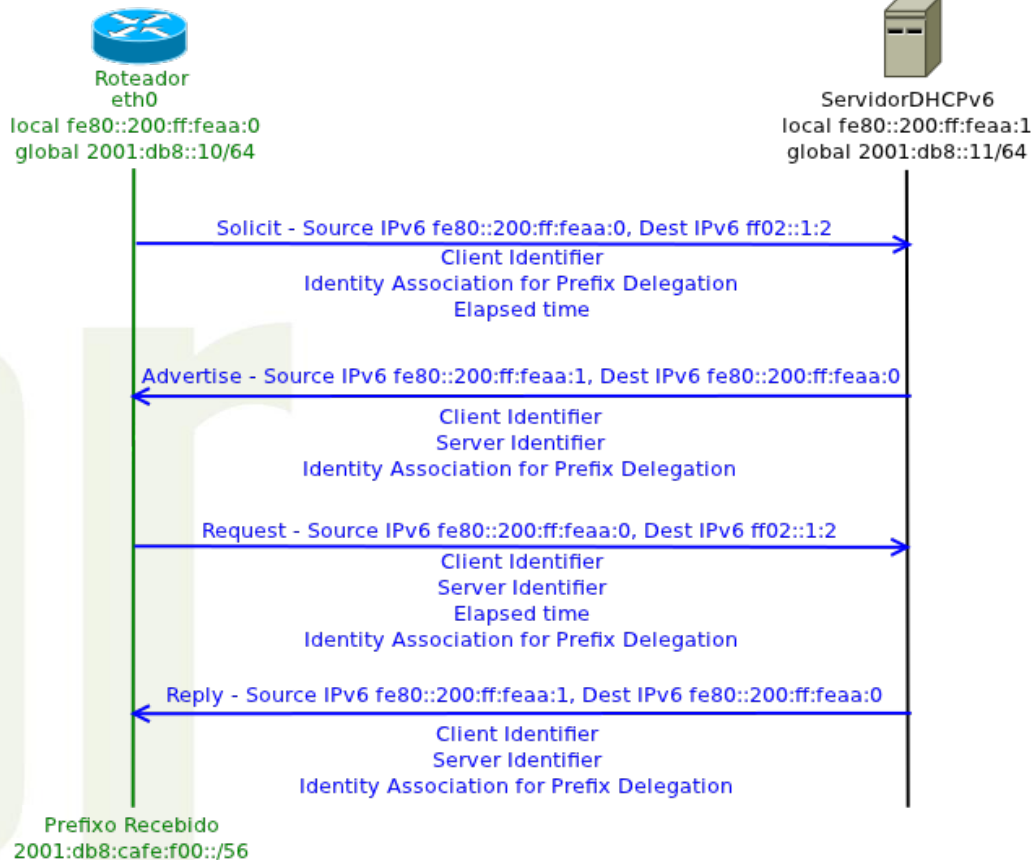 Roteador
eth0
local fe80::200:ff:feaa:0
global 2001:db8::10/64
ServidorDHCPv6
local fe80::200:ff:feaa:1
global 2001:db8::11/64
Solicit - Source IPv6 fe80::200:ff:feaa:0, Dest IPv6 ff02::1:2
Client Identifier
Identity Association for Prefix Delegation
Elapsed time
Advertise - Source IPv6 fe80::200:ff:feaa:1, Dest IPv6 fe80::200:ff:feaa:0
Client Identifier
Server Identifier
Identity Association for Prefix Delegation
Request - Source IPv6 fe80::200:ff:feaa:0, Dest IPv6 ff02::1:2
Client Identifier
Server Identifier
Elapsed time
Identity Association for Prefix Delegation
Reply - Source IPv6 fe80::200:ff:feaa:1, Dest IPv6 fe80::200:ff:feaa:0
Client Identifier
Server Identifier
Identity Association for Prefix Delegation
Prefixo Recebido
2001:db8:cafe:f00::/56